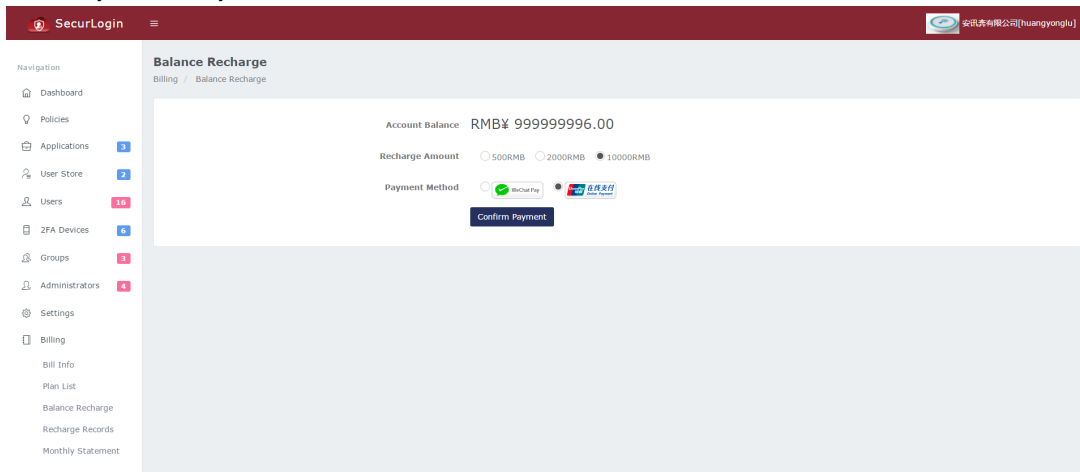 SecurLogin
安讯奔有限公司[huangyonglu]
Navigation
Dashboard
Policies
Applications 3
User Store 2
Users 16
2FA Devices 6
Groups 3
Administrators 4
Settings
Billing
Bill Info
Plan List
Balance Recharge
Recharge Records
Monthly Statement
Balance Recharge
Billing / Balance Recharge
Account Balance RMB¥ 999999996.00
Recharge Amount 500RMB 2000RMB 10000RMB
Payment Method WeChat Pay 在线支付
Online Payment
Confirm Payment